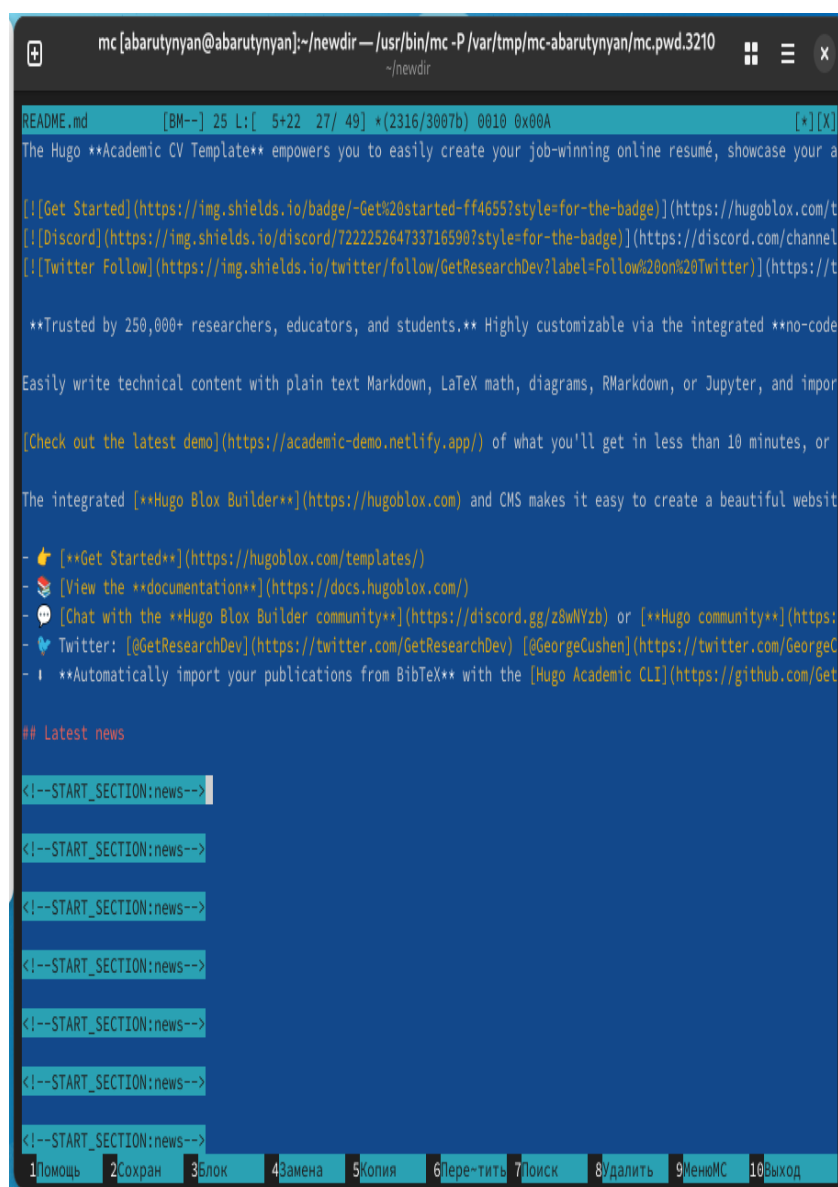 mc [abarutynyan@abarutynyan]:~/newdir — /usr/bin/mc -P /var/tmp/mc-abarutynyan/mc.pwd.3210
~/newdir
README.md [BM--] 25 L:[ 5+22 27/ 49] *(2316/3007b) 0010 0x00A [*][X]
The Hugo **Academic CV Template** empowers you to easily create your job-winning online resumé, showcase your a
[![Get Started](https://img.shields.io/badge/-Get%20started-ff4655?style=for-the-badge)](https://hugoblox.com/t
[![Discord](https://img.shields.io/discord/722225264733716590?style=for-the-badge)](https://discord.com/channel
[![Twitter Follow](https://img.shields.io/twitter/follow/GetResearchDev?label=Follow%20on%20Twitter)](https://t
**Trusted by 250,000+ researchers, educators, and students.** Highly customizable via the integrated **no-code
Easily write technical content with plain text Markdown, LaTeX math, diagrams, RMarkdown, or Jupyter, and impor
[Check out the latest demo](https://academic-demo.netlify.app/) of what you'll get in less than 10 minutes, or
The integrated [**Hugo Blox Builder**](https://hugoblox.com) and CMS makes it easy to create a beautiful websit
- 👉 [**Get Started**](https://hugoblox.com/templates/)
- 📚 [View the **documentation**](https://docs.hugoblox.com/)
- 💬 [Chat with the **Hugo Blox Builder community**](https://discord.gg/z8wNYzb) or [**Hugo community**](https:
- 🐦 Twitter: [@GetResearchDev](https://twitter.com/GetResearchDev) [@GeorgeCushen](https://twitter.com/GeorgeC
- ⬇ **Automatically import your publications from BibTeX** with the [Hugo Academic CLI](https://github.com/Get
## Latest news
<!--START_SECTION:news-->
<!--START_SECTION:news-->
<!--START_SECTION:news-->
<!--START_SECTION:news-->
<!--START_SECTION:news-->
<!--START_SECTION:news-->
<!--START_SECTION:news-->
1Помощь 2Сохран 3Блок 4Замена 5Копия 6Пере~тить 7Поиск 8Удалить 9МенюMC 10Выход